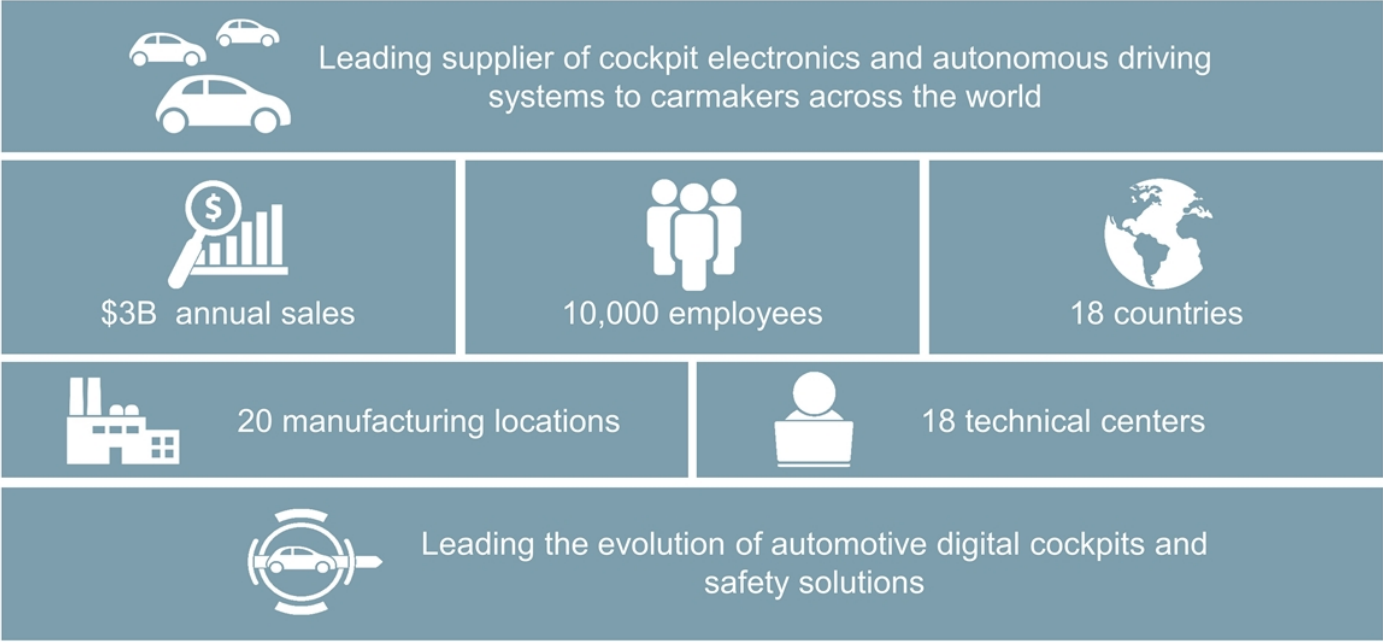 Leading supplier of cockpit electronics and autonomous driving
systems to carmakers across the world
$
$3B annual sales
10,000 employees
18 countries
20 manufacturing locations
18 technical centers
Leading the evolution of automotive digital cockpits and
safety solutions